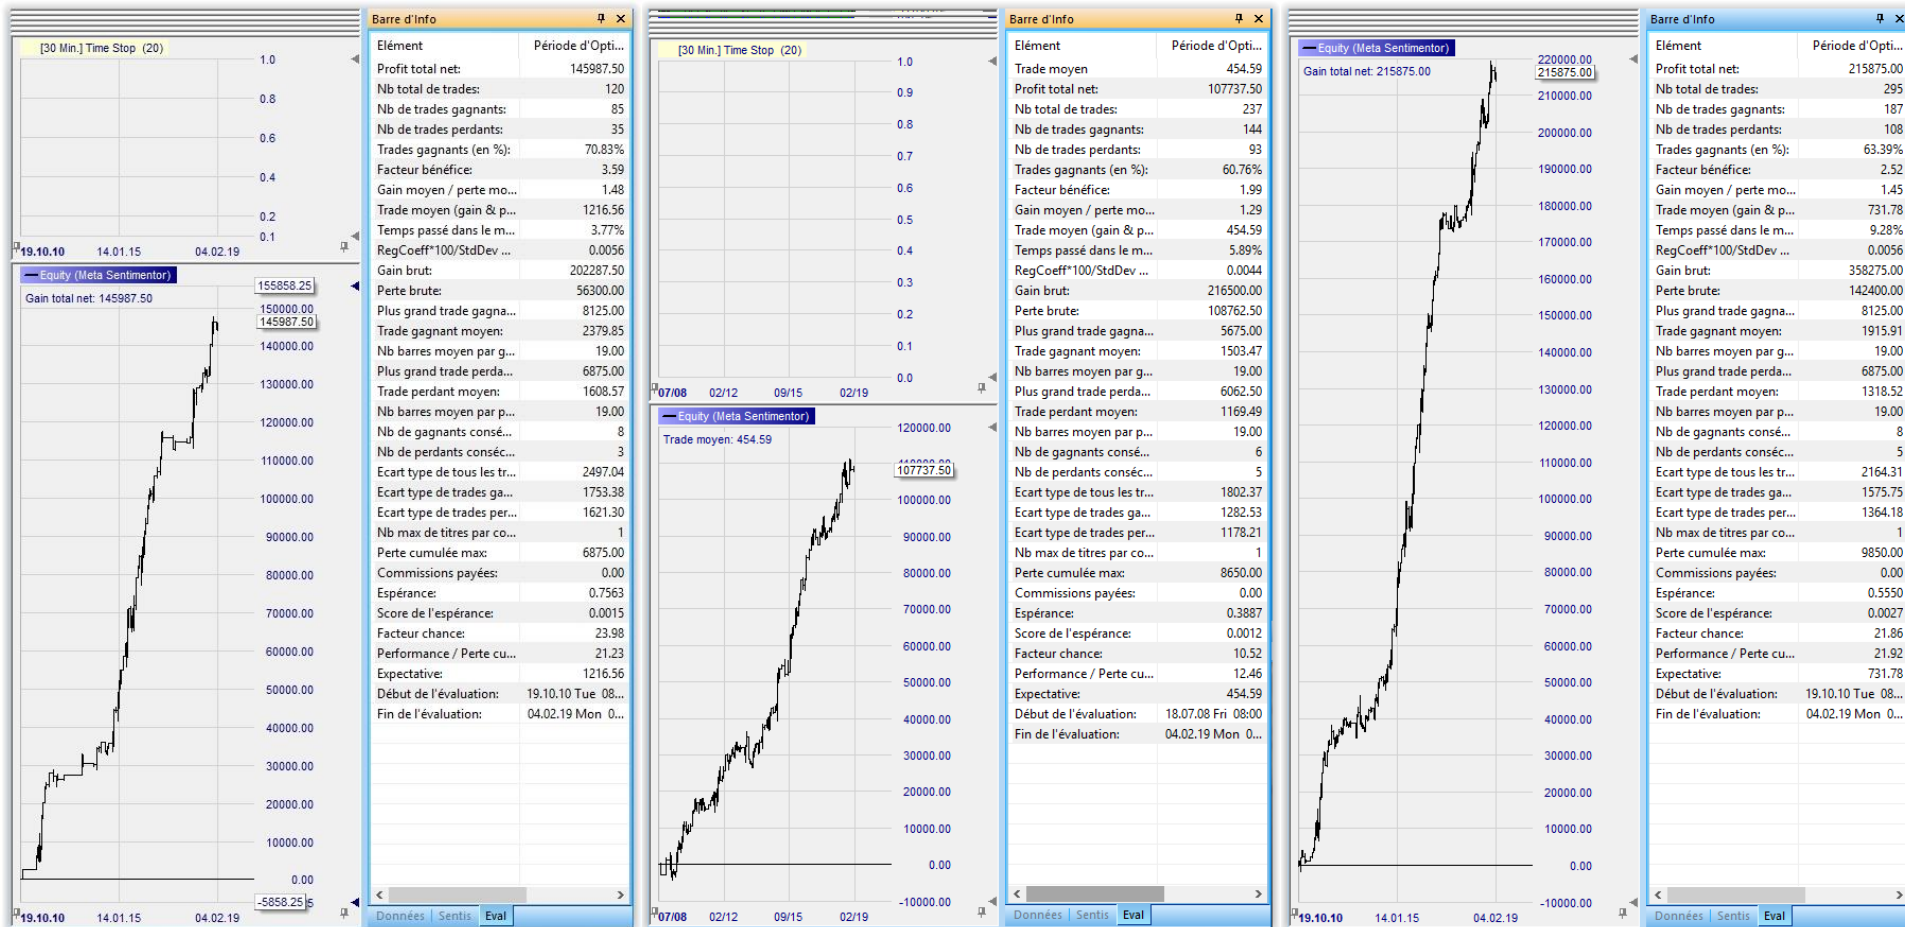 [30 Min.] Time Stop (20)
1.0
0.8
0.6
0.4
0.2
0.1
19.10.10 14.01.15 04.02.19
Equity (Meta Sentimentor)
Gain total net: 145987.50
155858.25
150000.00
145987.50
140000.00
130000.00
120000.00
110000.00
100000.00
90000.00
80000.00
70000.00
60000.00
50000.00
40000.00
30000.00
20000.00
10000.00
0.00
-5858.25
19.10.10 14.01.15 04.02.19
Barre d'Info
Elément Période d'Opti...
Profit total net: 145987.50
Nb total de trades: 120
Nb de trades gagnants: 85
Nb de trades perdants: 35
Trades gagnants (en %): 70.83%
Facteur bénéfice: 3.59
Gain moyen / perte mo... 1.48
Trade moyen (gain & p... 1216.56
Temps passé dans le m... 3.77%
RegCoeff*100/StdDev ... 0.0056
Gain brut: 202287.50
Perte brute: 56300.00
Plus grand trade gagna... 8125.00
Trade gagnant moyen: 2379.85
Nb barres moyen par g... 19.00
Plus grand trade perda... 6875.00
Trade perdant moyen: 1608.57
Nb barres moyen par p... 19.00
Nb de gagnants consé... 8
Nb de perdants conséc... 3
Ecart type de tous les tr... 2497.04
Ecart type de trades ga... 1753.38
Ecart type de trades per... 1621.30
Nb max de titres par co... 1
Perte cumulée max: 6875.00
Commissions payées: 0.00
Espérance: 0.7563
Score de l'espérance: 0.0015
Facteur chance: 23.98
Performance / Perte cu... 21.23
Expectative: 1216.56
Début de l'évaluation: 19.10.10 Tue 08...
Fin de l'évaluation: 04.02.19 Mon 0...
Données Sentis Eval
[30 Min.] Time Stop (20)
1.0
0.9
0.8
0.7
0.6
0.5
0.4
0.3
0.2
0.1
0.0
07/08 02/12 09/15 02/19
Equity (Meta Sentimentor)
Trade moyen: 454.59
120000.00
107737.50
100000.00
90000.00
80000.00
70000.00
60000.00
50000.00
40000.00
30000.00
20000.00
10000.00
0.00
-10000.00
07/08 02/12 09/15 02/19
Barre d'Info
Elément Période d'Opti...
Trade moyen 454.59
Profit total net: 107737.50
Nb total de trades: 237
Nb de trades gagnants: 144
Nb de trades perdants: 93
Trades gagnants (en %): 60.76%
Facteur bénéfice: 1.99
Gain moyen / perte mo... 1.29
Trade moyen (gain & p... 454.59
Temps passé dans le m... 5.89%
RegCoeff*100/StdDev ... 0.0044
Gain brut: 216500.00
Perte brute: 108762.50
Plus grand trade gagna... 5675.00
Trade gagnant moyen: 1503.47
Nb barres moyen par g... 19.00
Plus grand trade perda... 6062.50
Trade perdant moyen: 1169.49
Nb barres moyen par p... 19.00
Nb de gagnants consé... 6
Nb de perdants conséc... 5
Ecart type de tous les tr... 1802.37
Ecart type de trades ga... 1282.53
Ecart type de trades per... 1178.21
Nb max de titres par co... 1
Perte cumulée max: 8650.00
Commissions payées: 0.00
Espérance: 0.3887
Score de l'espérance: 0.0012
Facteur chance: 10.52
Performance / Perte cu... 12.46
Expectative: 454.59
Début de l'évaluation: 18.07.08 Fri 08:00
Fin de l'évaluation: 04.02.19 Mon 0...
Données Sentis Eval
Equity (Meta Sentimentor)
Gain total net: 215875.00
220000.00
215875.00
210000.00
200000.00
190000.00
180000.00
170000.00
160000.00
150000.00
140000.00
130000.00
120000.00
110000.00
100000.00
90000.00
80000.00
70000.00
60000.00
50000.00
40000.00
30000.00
20000.00
10000.00
0.00
-10000.00
19.10.10 14.01.15 04.02.19
Barre d'Info
Elément Période d'Opti...
Profit total net: 215875.00
Nb total de trades: 295
Nb de trades gagnants: 187
Nb de trades perdants: 108
Trades gagnants (en %): 63.39%
Facteur bénéfice: 2.52
Gain moyen / perte mo... 1.45
Trade moyen (gain & p... 731.78
Temps passé dans le m... 9.28%
RegCoeff*100/StdDev ... 0.0056
Gain brut: 358275.00
Perte brute: 142400.00
Plus grand trade gagna... 8125.00
Trade gagnant moyen: 1915.91
Nb barres moyen par g... 19.00
Plus grand trade perda... 6875.00
Trade perdant moyen: 1318.52
Nb barres moyen par p... 19.00
Nb de gagnants consé... 8
Nb de perdants conséc... 5
Ecart type de tous les tr... 2164.31
Ecart type de trades ga... 1575.75
Ecart type de trades per... 1364.18
Nb max de titres par co... 1
Perte cumulée max: 9850.00
Commissions payées: 0.00
Espérance: 0.5550
Score de l'espérance: 0.0027
Facteur chance: 21.86
Performance / Perte cu... 21.92
Expectative: 731.78
Début de l'évaluation: 19.10.10 Tue 08...
Fin de l'évaluation: 04.02.19 Mon 0...
Données Sentis Eval